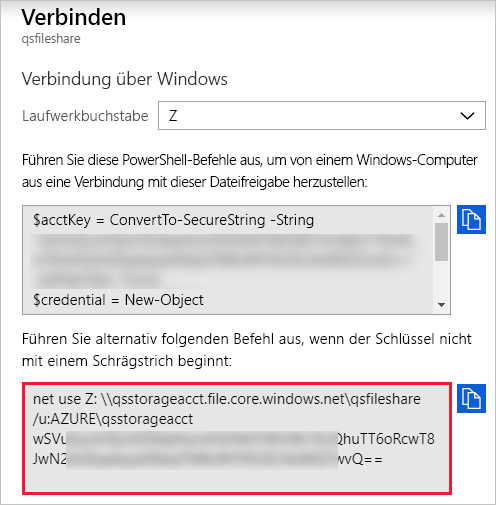 Verbinden
qsfileshare
Verbindung über Windows
Laufwerkbuchstabe Z
Führen Sie diese PowerShell-Befehle aus, um von einem Windows-Computer
aus eine Verbindung mit dieser Dateifreigabe herzustellen:
$acctKey = ConvertTo-SecureString -String
$credential = New-Object
Führen Sie alternativ folgenden Befehl aus, wenn der Schlüssel nicht
mit einem Schrägstrich beginnt:
net use Z: \\qsstorageacct.file.core.windows.net\qsfileshare
/u:AZURE\qsstorageacct
wSVu QhuTT6oRcwT8
JwN2 wvQ==